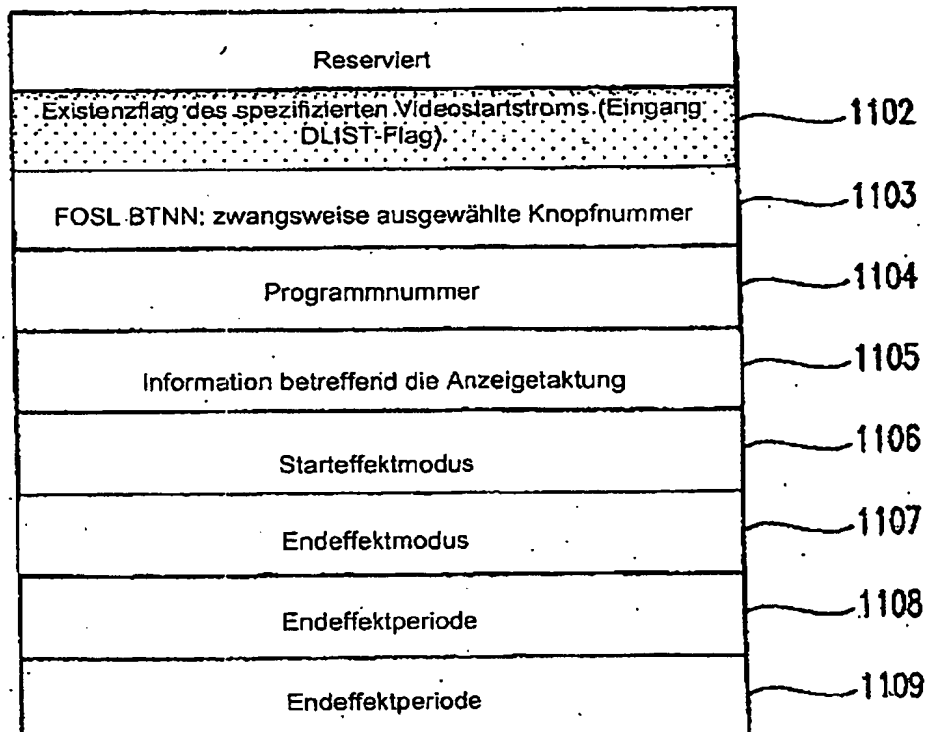 Reserviert
Existenzflag des spezifizierten Videostartstroms (Eingang
DLIST-Flag).
1102
FOSL BTNN: zwangsweise ausgewählte Knopfnummer
1103
Programmnummer
1104
Information betreffend die Anzeigetaktung
1105
Starteffektmodus
1106
Endeffektmodus
1107
Endeffektperiode
1108
Endeffektperiode
1109